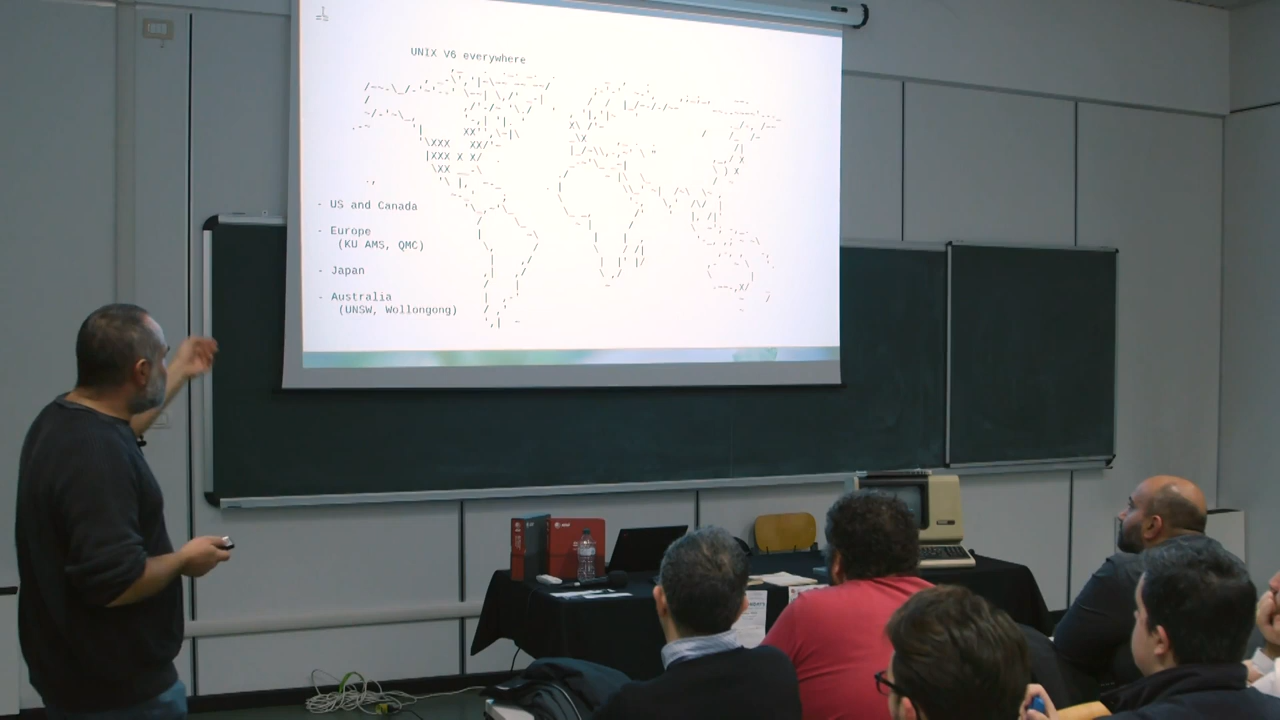 UNIX V6 everywhere
- US and Canada
- Europe
(KU AMS, QMC)
- Japan
- Australia
(UNSW, Wollongong)